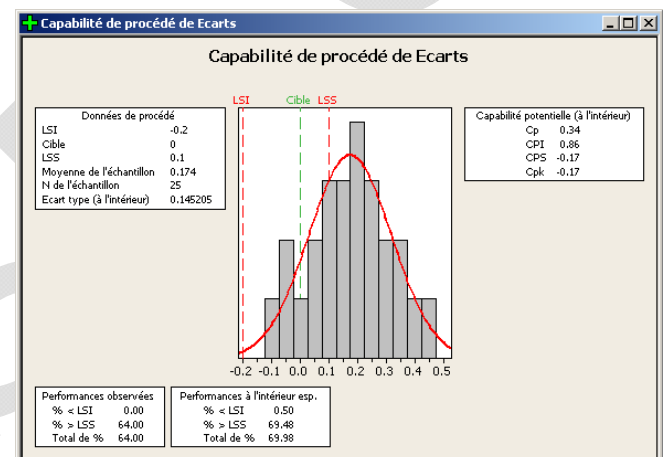 Capabilité de procédé de Ecarts
Capabilité de procédé de Ecarts
LSI Cible LSS
Données de procédé
LSI -0.2
Cible 0
LSS 0.1
Moyenne de l'échantillon 0.174
N de l'échantillon 25
Ecart type (à l'intérieur) 0.145205
Capabilité potentielle (à l'intérieur)
Cp 0.34
CPI 0.86
CPS -0.17
Cpk -0.17
-0.2 -0.1 0.0 0.1 0.2 0.3 0.4 0.5
Performances observées
% < LSI 0.00
% > LSS 64.00
Total de % 64.00
Performances à l'intérieur esp.
% < LSI 0.50
% > LSS 69.48
Total de % 69.98